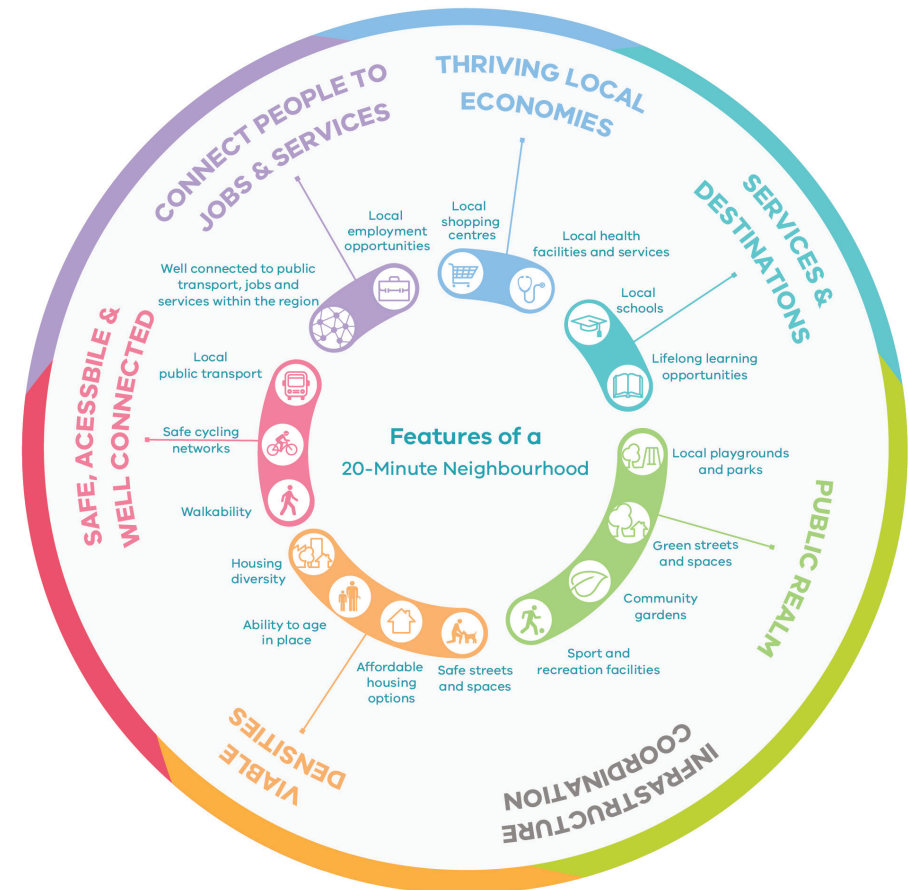 Features of a
20-Minute Neighbourhood
THRIVING LOCAL
ECONOMIES
Local
shopping
centres
Local health
facilities and services
SERVICES &
DESTINATIONS
Local
schools
Lifelong learning
opportunities
PUBLIC REALM
Local playgrounds
and parks
Green streets
and spaces
Community
gardens
Sport and
recreation facilities
INFRASTRUCTURE
COORDINATION
VIABLE
DENSITIES
Safe streets
and spaces
Affordable
housing
options
Ability to age
in place
Housing
diversity
SAFE, ACESSBILE &
WELL CONNECTED
Walkability
Safe cycling
networks
Local
public transport
CONNECT PEOPLE TO
JOBS & SERVICES
Well connected to public
transport, jobs and
services within the region
Local
employment
opportunities